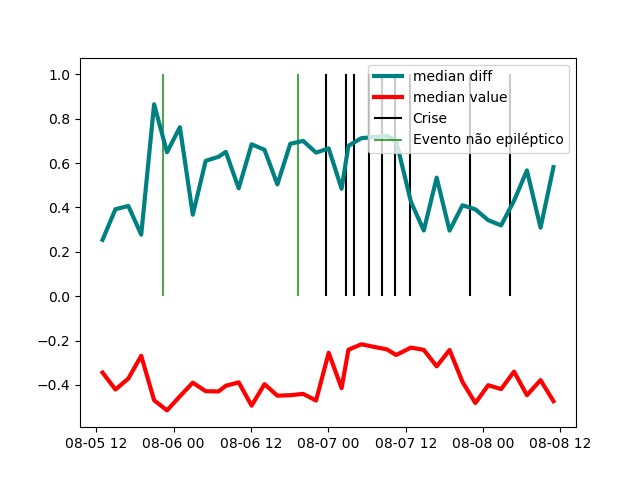 1.0
0.8
0.6
0.4
0.2
0.0
−0.2
−0.4
median diff
median value
Crise
Evento não epiléptico
08-05 12 08-06 00 08-06 12 08-07 00 08-07 12 08-08 00 08-08 12